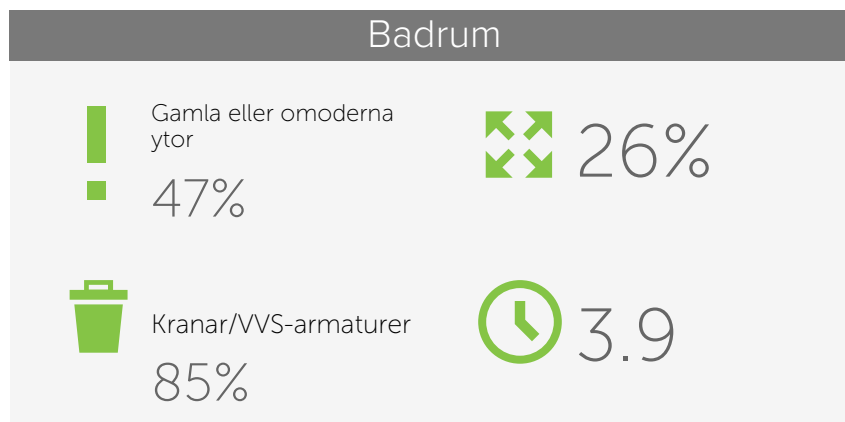 Badrum
Gamla eller omoderna
ytor
47%
26%
Kranar/VVS-armaturer
85%
3.9